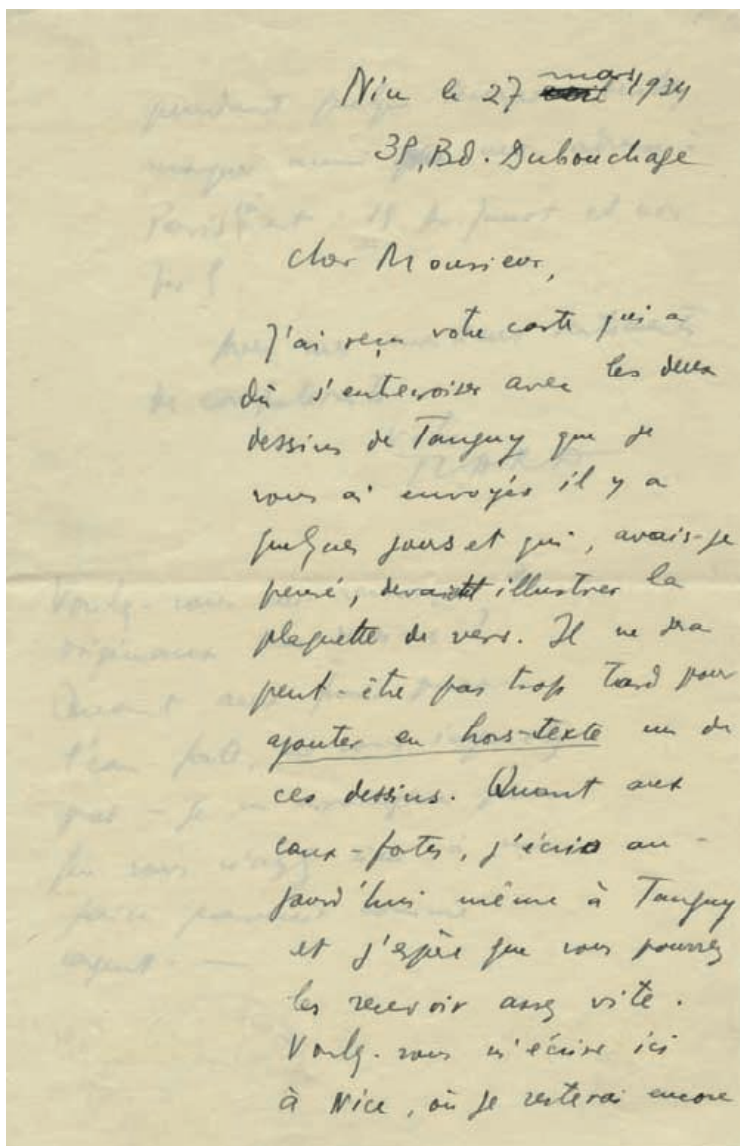 Nice le 27 mars 1934
38, Bd. Dubouchage
Cher Monsieur,
J'ai reçu votre carte qui a
dû s'entrecroiser avec les deux
dessins de Tanguy que je
vous ai envoyés il y a
quelques jours et qui, avais-je
pensé, devaient illustrer la
plaquette de vers. Il ne sera
peut-être pas trop tard pour
ajouter en hors-texte un de
ces dessins. Quant aux
eaux-fortes, j'écris au-
jourd'hui même à Tanguy
et j'espère que vous pourrez
les recevoir assez vite.
Voulez-vous m'écrire ici
à Nice, où je resterai encore